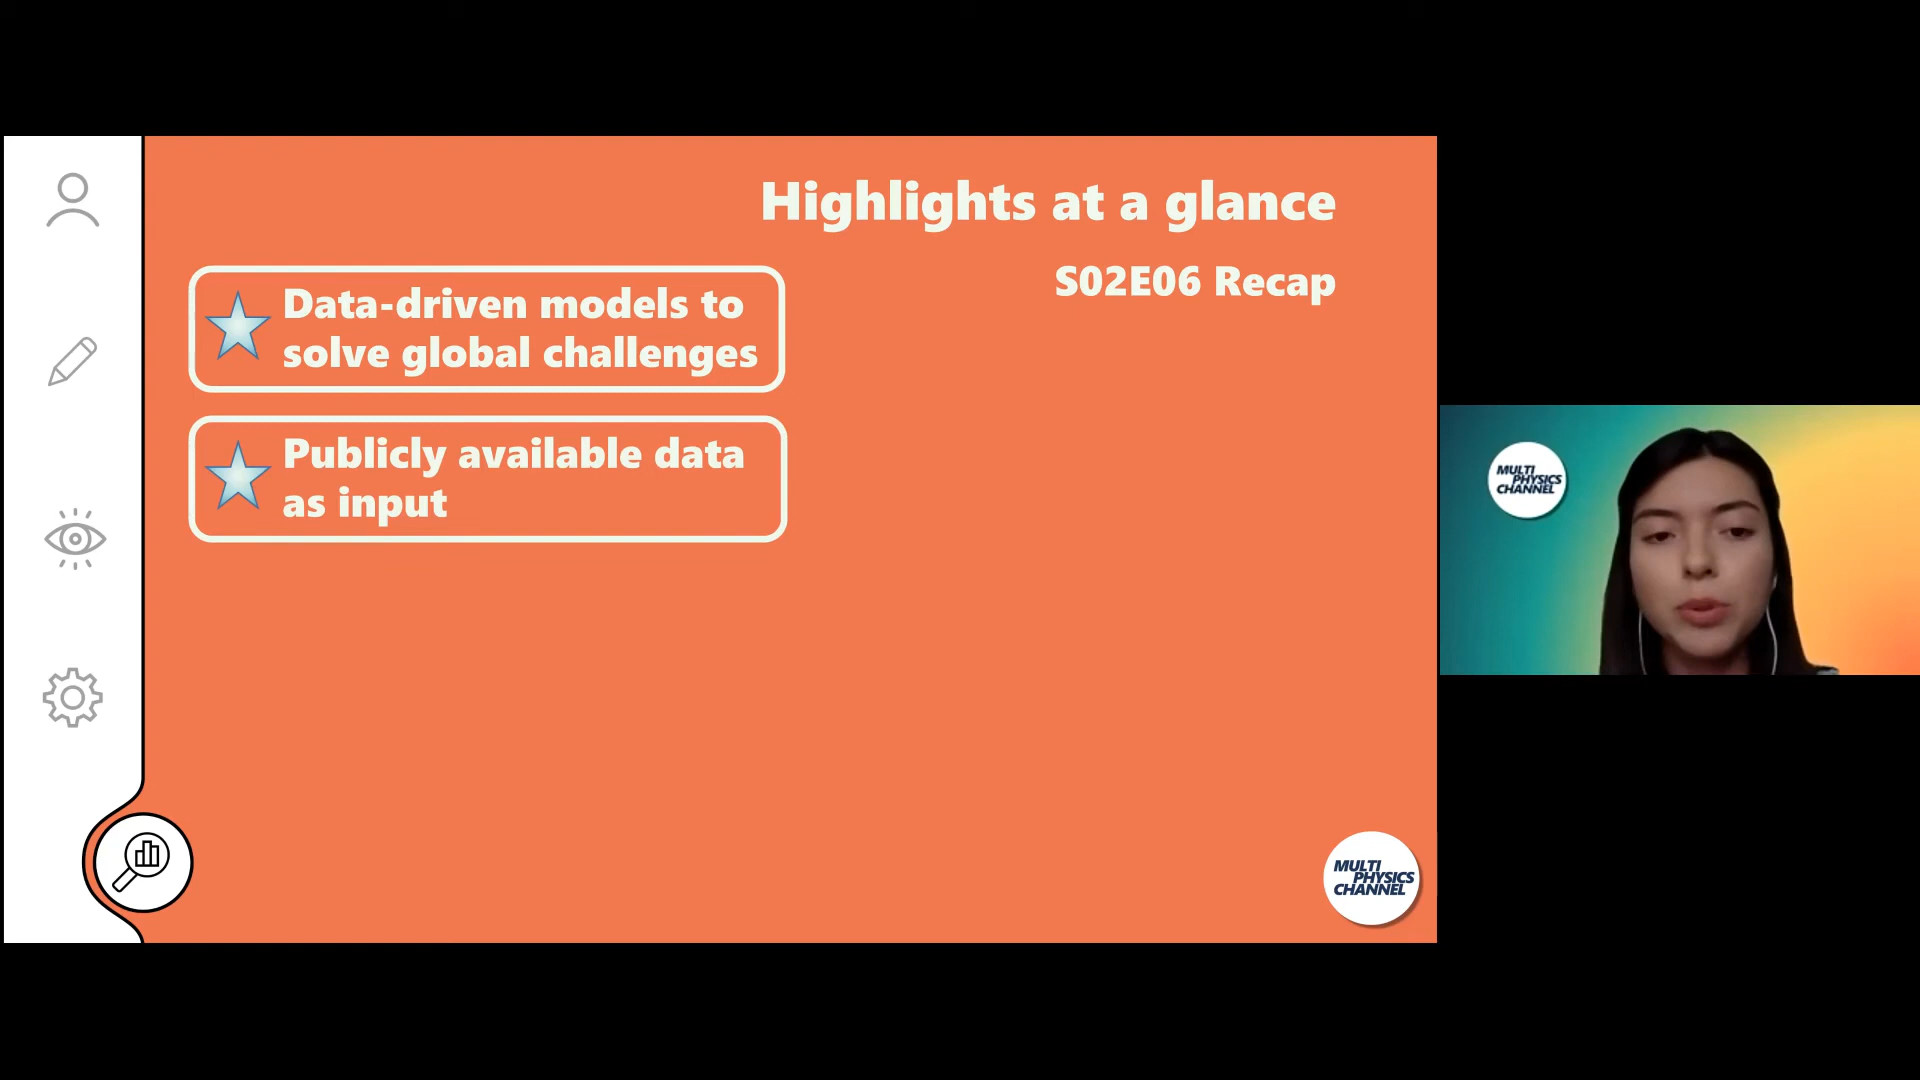 Highlights at a glance
S02E06 Recap
Data-driven models to
solve global challenges
Publicly available data
as input
MULTI
PHYSICS
CHANNEL
MULTI
PHYSICS
CHANNEL